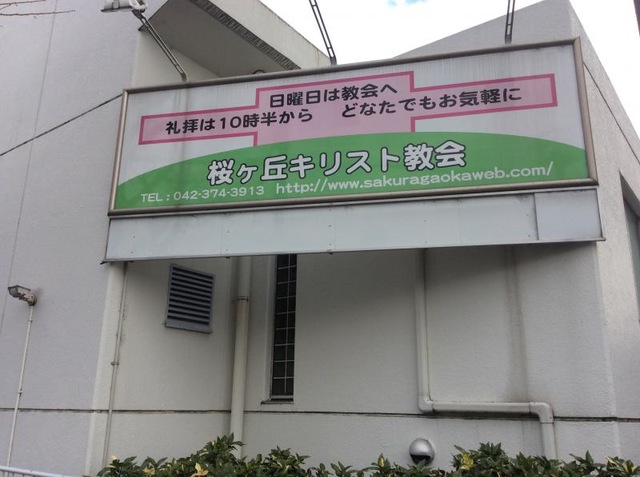 日曜日は教会へ
礼拝は10時半から　どなたでもお気軽に
桜ヶ丘キリスト教会
TEL：042-374-3913 http://www.sakuragaokaweb.com/